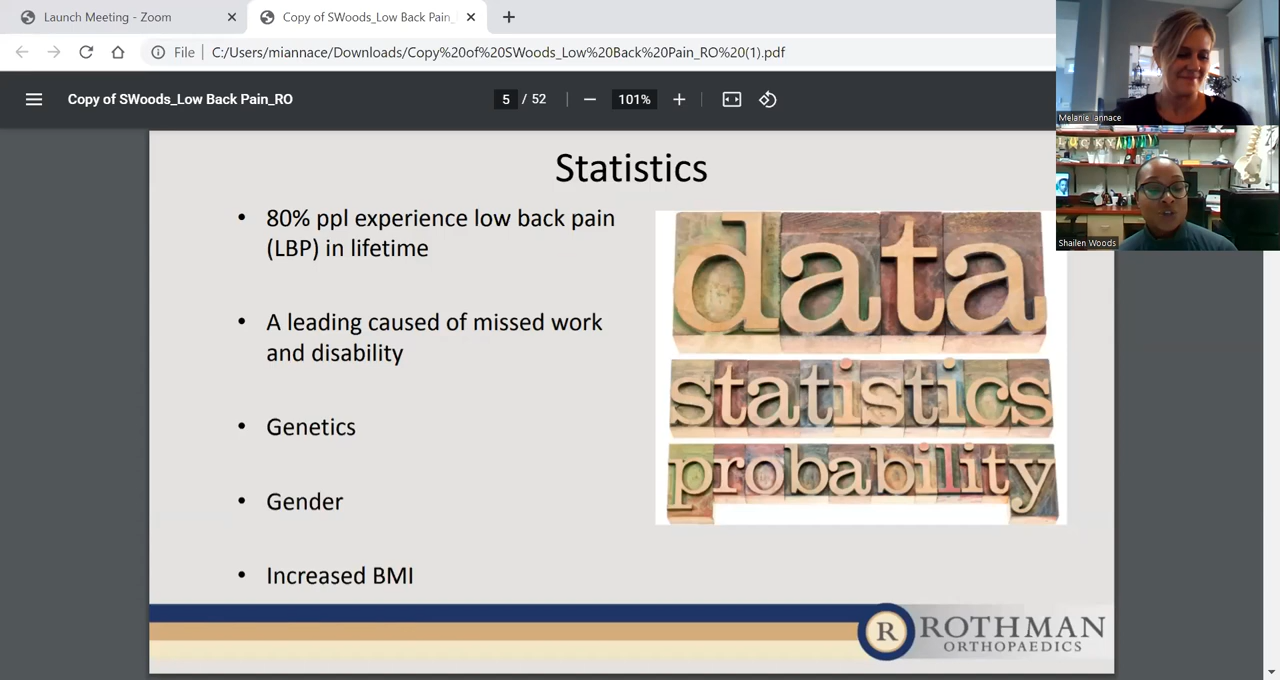 Launch Meeting - Zoom
Copy of SWoods_Low Back Pain_
File
C:/Users/miannace/Downloads/Copy%20of%20SWoods_Low%20Back%20Pain_RO%20(1).pdf
Copy of SWoods_Low Back Pain_RO
5 / 52
101%
Melanie Iannace
Shailen Woods
Statistics
• 80% ppl experience low back pain
(LBP) in lifetime
• A leading caused of missed work
and disability
• Genetics
• Gender
• Increased BMI
data
statistics
probability
R
ROTHMAN
ORTHOPAEDICS